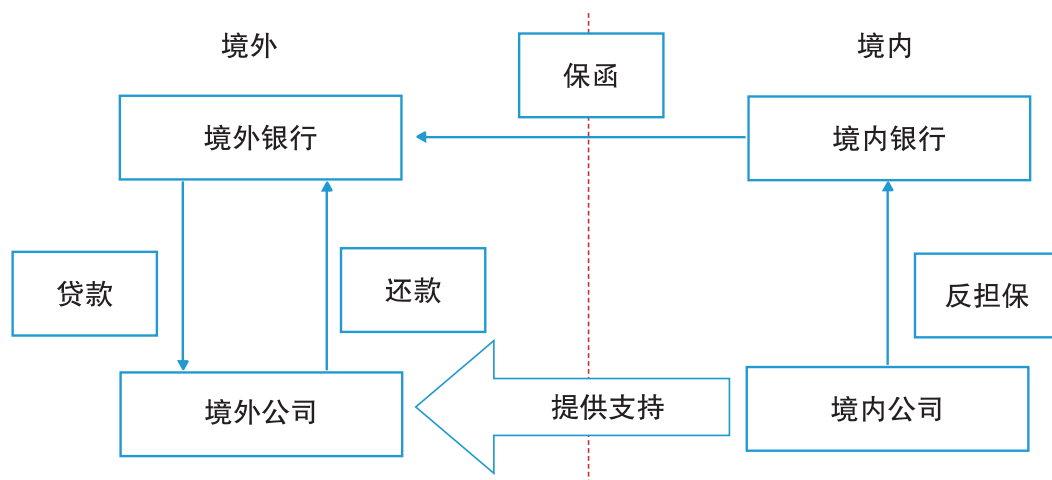 境外
境内
保函
境外银行
境内银行
贷款
还款
反担保
境外公司
提供支持
境内公司